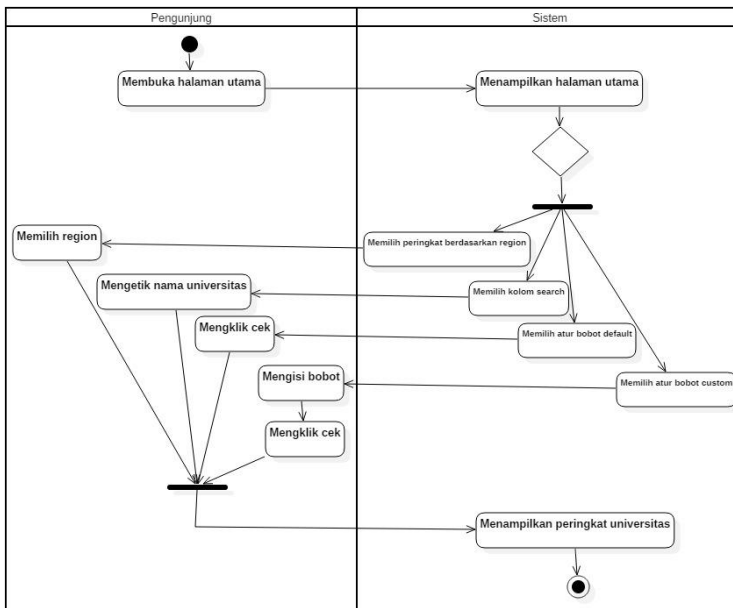 Pengunjung
Sistem
Membuka halaman utama
Menampilkan halaman utama
Memilih region
Memilih peringkat berdasarkan region
Mengetik nama universitas
Memilih kolom search
Mengklik cek
Memilih atur bobot default
Mengisi bobot
Memilih atur bobot custom
Mengklik cek
Menampilkan peringkat universitas